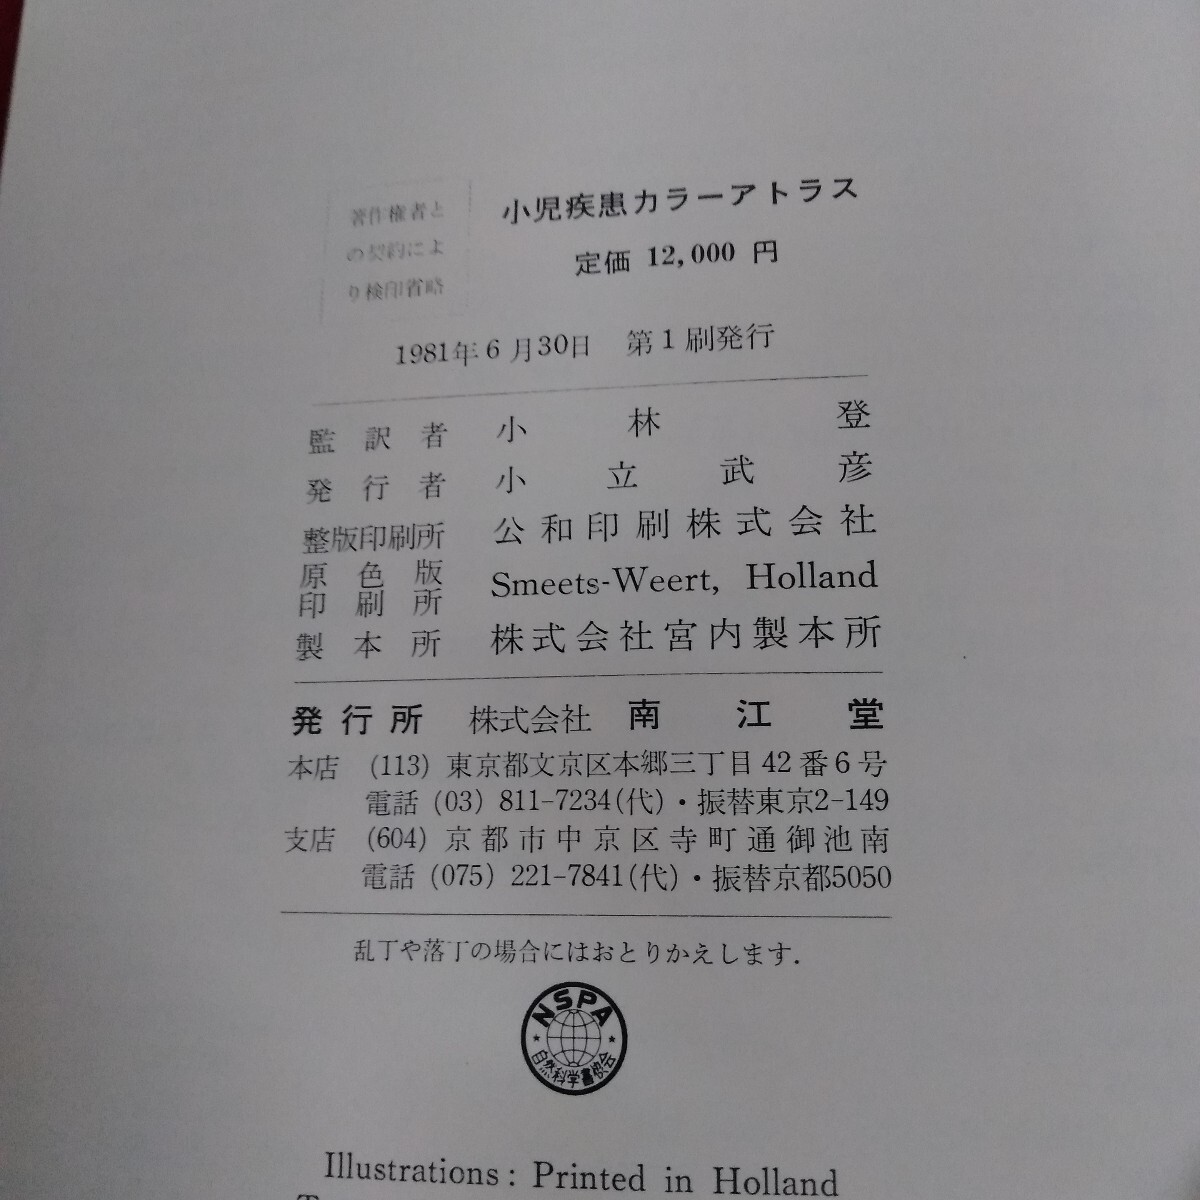 著作権者と
の契約によ
り検印省略
小児疾患カラーアトラス
定価 12,000 円
1981年6月30日 第1刷発行
監訳者 小林登
発行者 小立武彦
整版印刷所 公和印刷株式会社
原色版
印刷所 Smeets-Weert, Holland
製本所 株式会社宮内製本所
発行所 株式会社 南江堂
本店 (113) 東京都文京区本郷三丁目42番6号
電話 (03) 811-7234(代)・振替東京2-149
支店 (604) 京都市中京区寺町通御池南
電話 (075) 221-7841(代)・振替京都5050
乱丁や落丁の場合にはおとりかえします.
NSPA
自然科学書協会
Illustrations: Printed in Holland